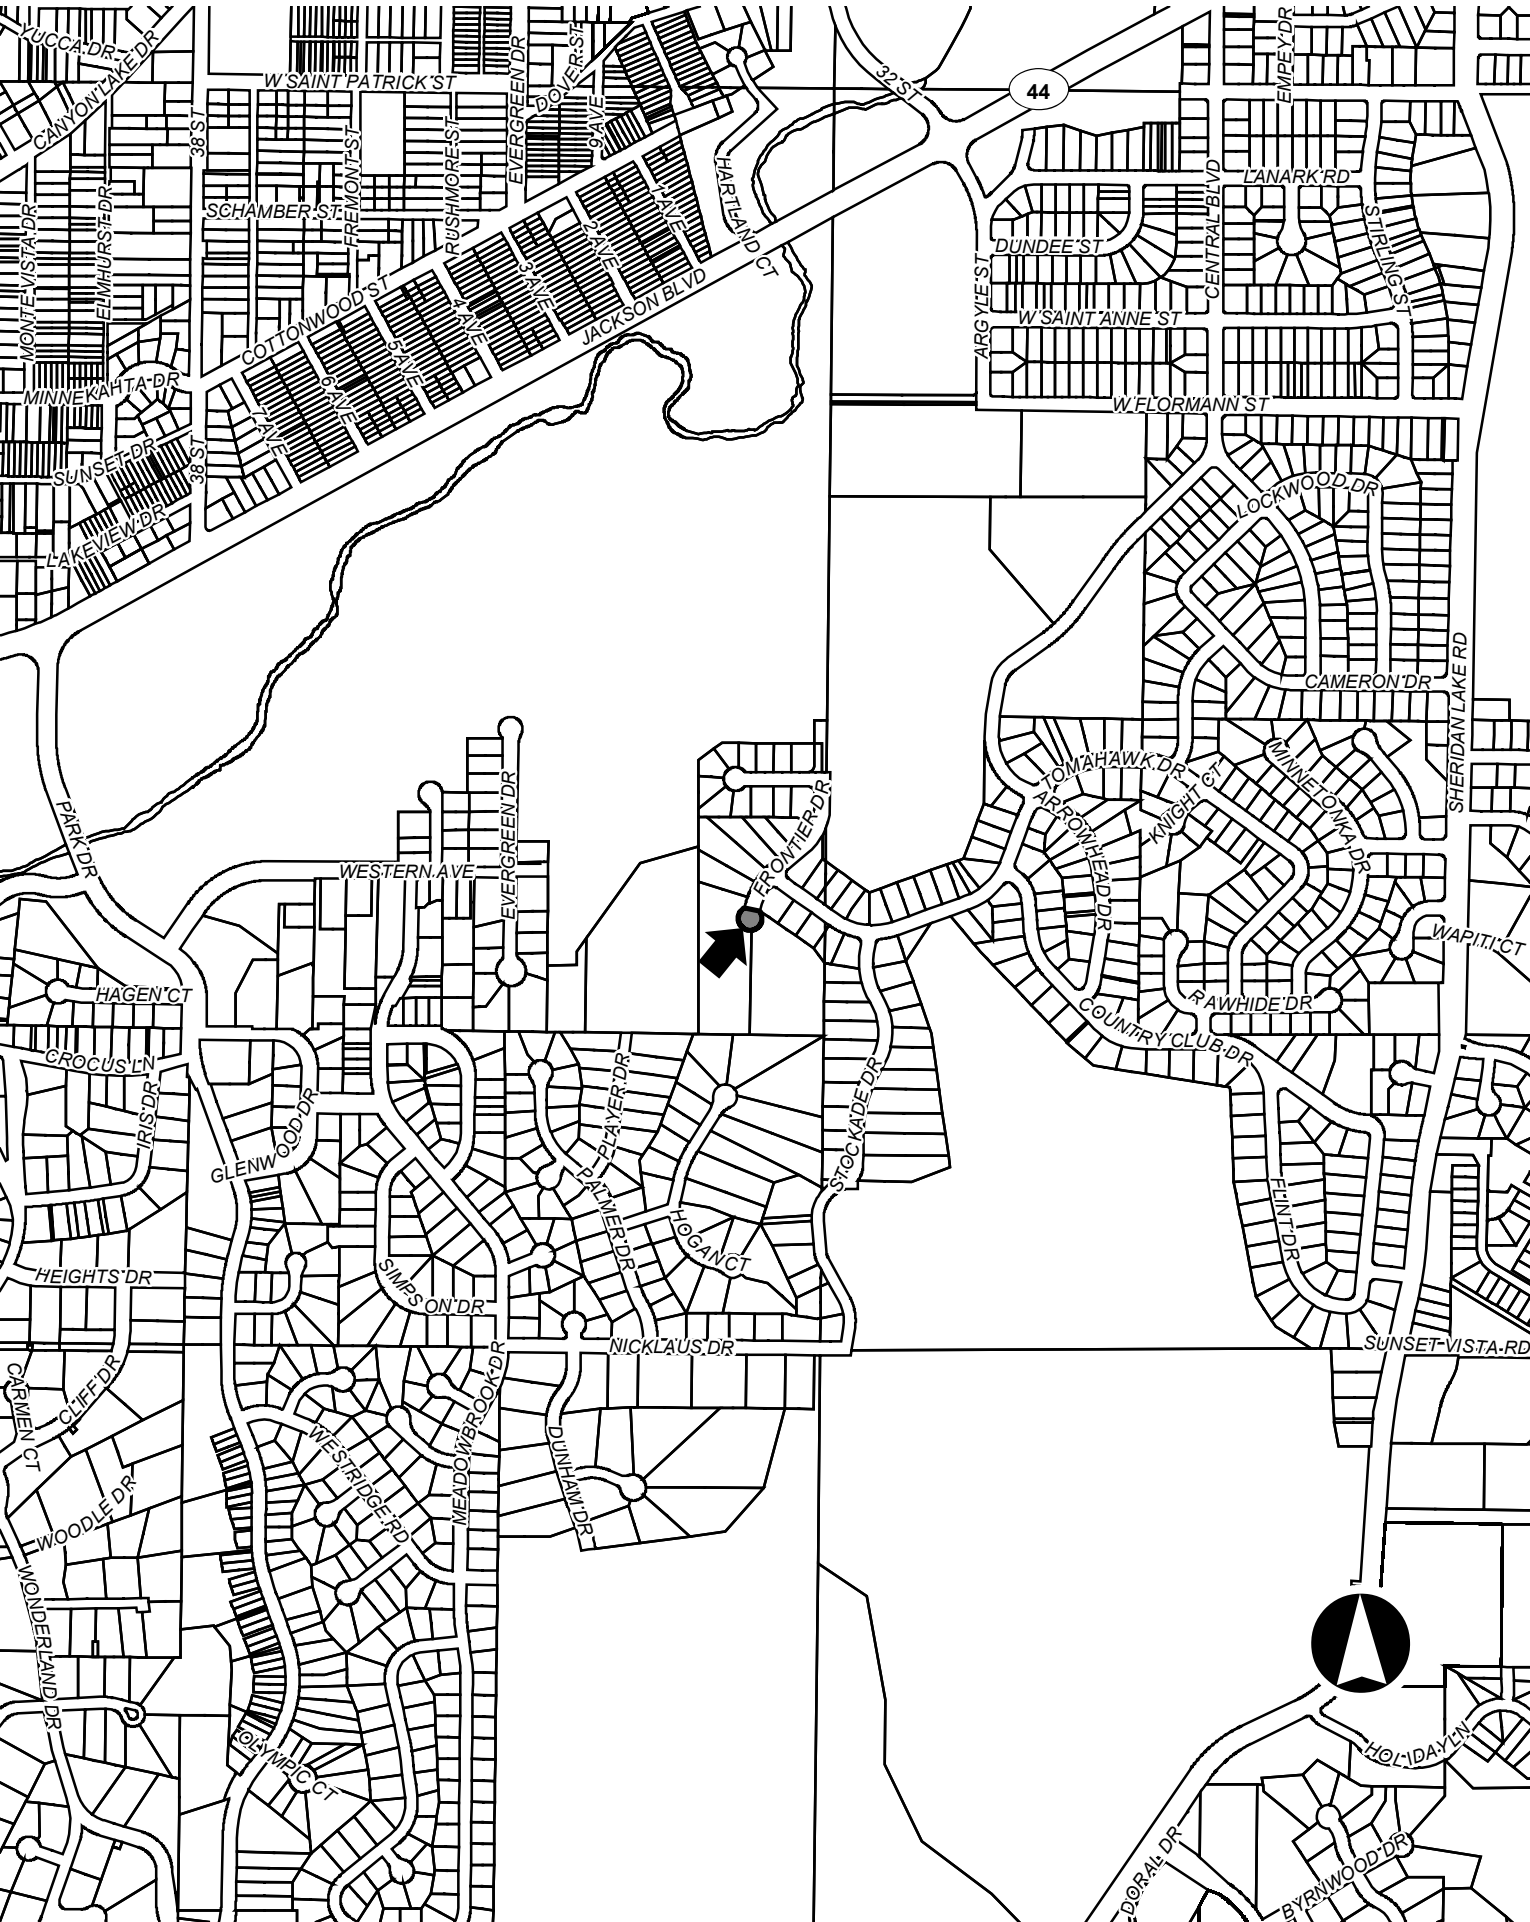 YUCCA DR
CANYON LAKE DR
W SAINT PATRICK ST
38 ST
EVERGREEN DR
DOVER ST
9 AVE
32 ST
44
EMPEY DR
MONTE VISTA DR
ELMHURST DR
SCHAMBER ST
FREMONT ST
RUSHMORE ST
HARTLAND CT
1 AVE
2 AVE
3 AVE
4 AVE
5 AVE
6 AVE
7 AVE
COTTONWOOD ST
JACKSON BLVD
CENTRAL BLVD
LANARK RD
DUNDEE ST
STIRLING ST
ARGYLE ST
W SAINT ANNE ST
MINNEKAHTA DR
W FLORMANN ST
SUNSET DR
38 ST
LAKEVIEW DR
LOCKWOOD DR
CAMERON DR
SHERIDAN LAKE RD
TOMAHAWK DR
KNIGHT CT
MINNETONKA DR
ARROWHEAD DR
PARK DR
WESTERN AVE
EVERGREEN DR
FRONTIER DR
WAPITI CT
HAGEN CT
RAWHIDE DR
COUNTRY CLUB DR
CROCUS LN
IRIS DR
GLENWOOD DR
PLAYER DR
STOCKADE DR
PALMER DR
HOGAN CT
FLINT DR
HEIGHTS DR
SIMPSON DR
NICKLAUS DR
SUNSET VISTA RD
CARMEN CT
CLIFF DR
MEADOWBROOK DR
WESTRIDGE RD
DUNHAM DR
WOODLE DR
WONDERLAND DR
OLYMPIC CT
HOLIDAY LN
DORAL DR
BYRNWOOD DR